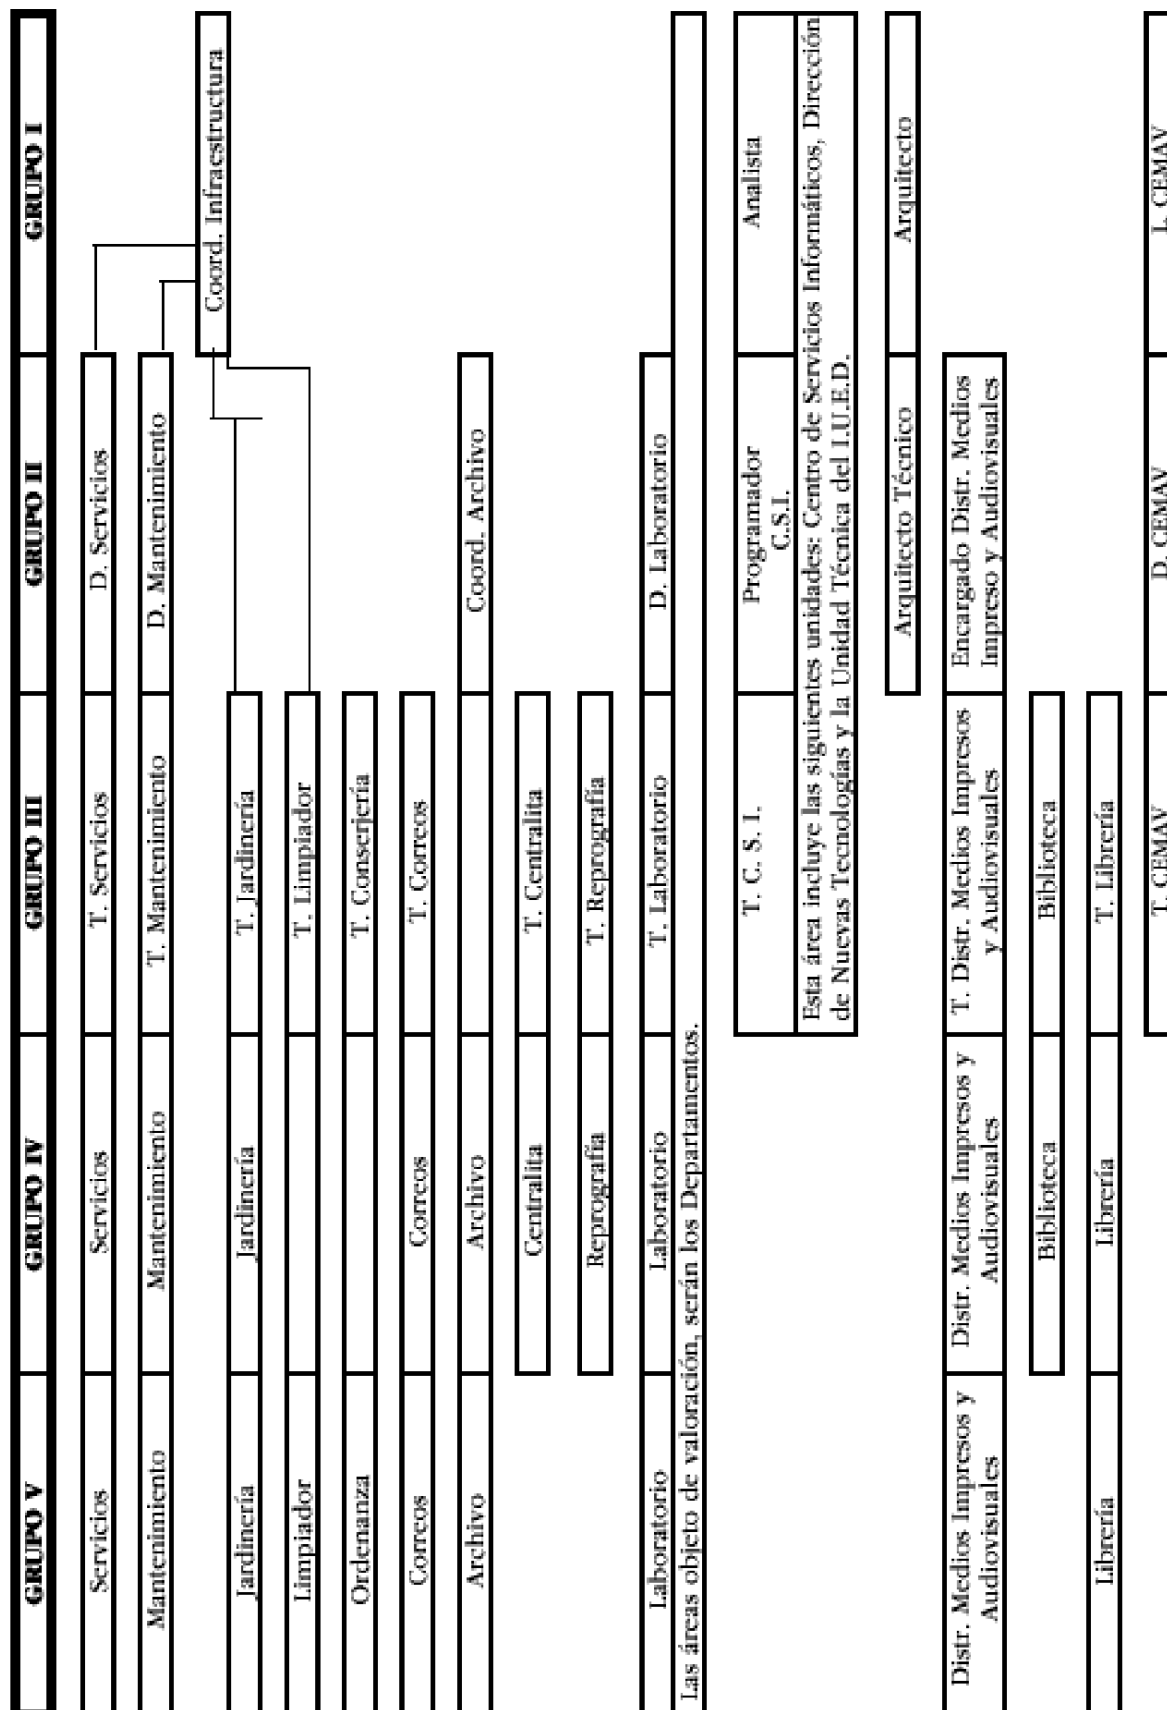 GRUPO V GRUPO IV GRUPO III GRUPO II GRUPO I
Servicios Servicios T. Servicios D. Servicios
Mantenimiento Mantenimiento T. Mantenimiento D. Mantenimiento
Coord. Infraestructura
Jardinería Jardinería T. Jardinería
Limpiador T. Limpiador
Ordenanza T. Conserjería
Correos Correos T. Correos
Archivo Archivo Coord. Archivo
Centralita T. Centralita
Reprografía T. Reprografía
Laboratorio Laboratorio T. Laboratorio D. Laboratorio
Las áreas objeto de valoración, serán los Departamentos.
T. C. S. I. Programador Analista
C.S.I.
Esta área incluye las siguientes unidades: Centro de Servicios Informáticos, Dirección
de Nuevas Tecnologías y la Unidad Técnica del I.U.E.D.
Arquitecto Técnico Arquitecto
Distr. Medios Impresos y Distr. Medios Impresos y T. Distr. Medios Impresos Encargado Distr. Medios
Audiovisuales Audiovisuales y Audiovisuales Impreso y Audiovisuales
Biblioteca Biblioteca
Librería Librería T. Librería
T. CEMAV D. CEMAV L. CEMAV